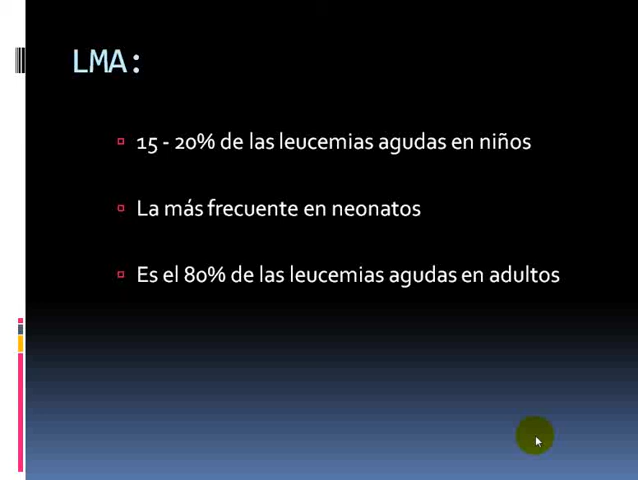 LMA:
15 - 20% de las leucemias agudas en niños
La más frecuente en neonatos
Es el 80% de las leucemias agudas en adultos